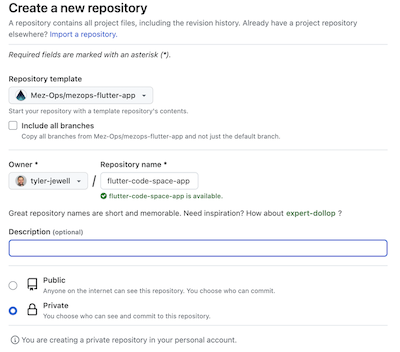 Create a new repository
A repository contains all project files, including the revision history. Already have a project repository
elsewhere? Import a repository.
Required fields are marked with an asterisk (*).
Repository template
Mez-Ops/mezops-flutter-app
Start your repository with a template repository's contents.
Include all branches
Copy all branches from Mez-Ops/mezops-flutter-app and not just the default branch.
Owner * Repository name *
tyler-jewell / flutter-code-space-app
flutter-code-space-app is available.
Great repository names are short and memorable. Need inspiration? How about expert-dollop ?
Description (optional)
Public
Anyone on the internet can see this repository. You choose who can commit.
Private
You choose who can see and commit to this repository.
You are creating a private repository in your personal account.